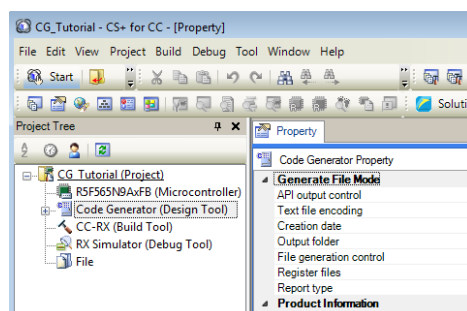 CG_Tutorial - CS+ for CC - [Property]
File Edit View Project Build Debug Tool Window Help
Start
Soluti
Project Tree
Property
Code Generator Property
CG_Tutorial (Project)
R5F565N9AxFB (Microcontroller)
Code Generator (Design Tool)
CC-RX (Build Tool)
RX Simulator (Debug Tool)
File
Generate File Mode
API output control
Text file encoding
Creation date
Output folder
File generation control
Register files
Report type
Product Information